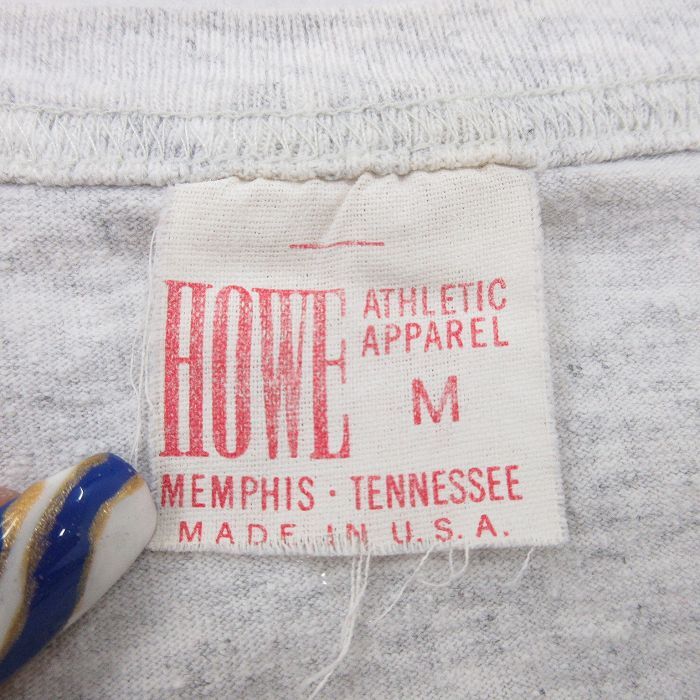 HOWE ATHLETIC
APPAREL
M
MEMPHIS · TENNESSEE
MADE IN U.S.A.